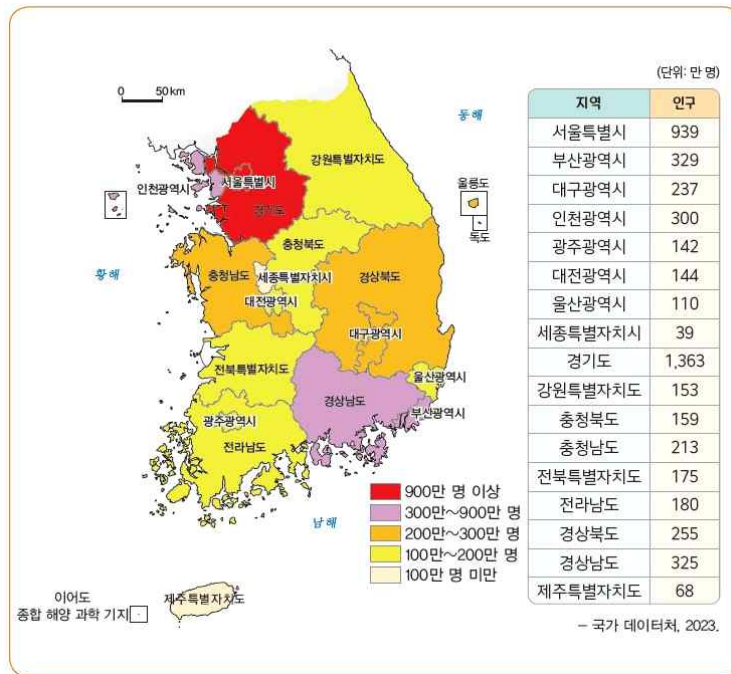 0 50km
동해
강원특별자치도
인천광역시
서울특별시
경기도
울릉도
독도
충청북도
황해
충청남도
세종특별자치시
경상북도
대전광역시
대구광역시
전북특별자치도
울산광역시
경상남도
광주광역시
부산광역시
전라남도
900만 명 이상
300만~900만 명
200만~300만 명
100만~200만 명
100만 명 미만
남해
제주특별자치도
이어도
종합 해양 과학 기지
(단위: 만 명)
지역 인구
서울특별시 939
부산광역시 329
대구광역시 237
인천광역시 300
광주광역시 142
대전광역시 144
울산광역시 110
세종특별자치시 39
경기도 1,363
강원특별자치도 153
충청북도 159
충청남도 213
전북특별자치도 175
전라남도 180
경상북도 255
경상남도 325
제주특별자치도 68
– 국가 데이터처, 2023.